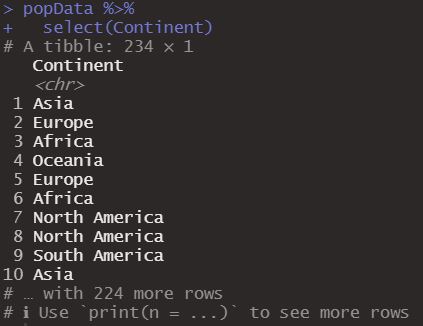 > popData %>%
+   select(Continent)
# A tibble: 234 × 1
   Continent
   <chr>
 1 Asia
 2 Europe
 3 Africa
 4 Oceania
 5 Europe
 6 Africa
 7 North America
 8 North America
 9 South America
10 Asia
# … with 224 more rows
# ℹ Use `print(n = ...)` to see more rows